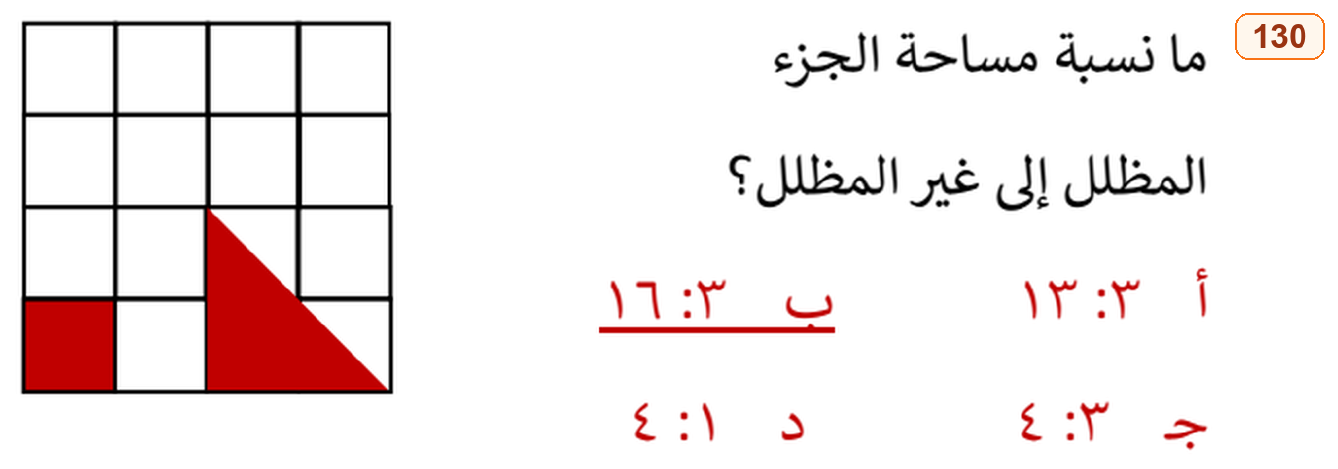 130
ما نسبة مساحة الجزء
المظلل إلى غير المظلل؟
أ ٣: ١٣ ب ٣: ١٦
جـ ٣: ٤ د ١: ٤